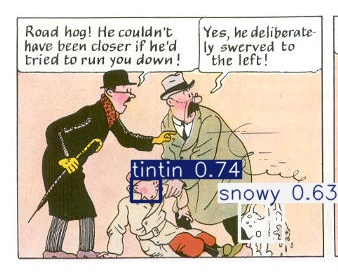 Road hog! He couldn't
have been closer if he'd
tried to run you down!
Yes, he deliberate-
ly swerved to
the left!
tintin 0.74
snowy 0.63